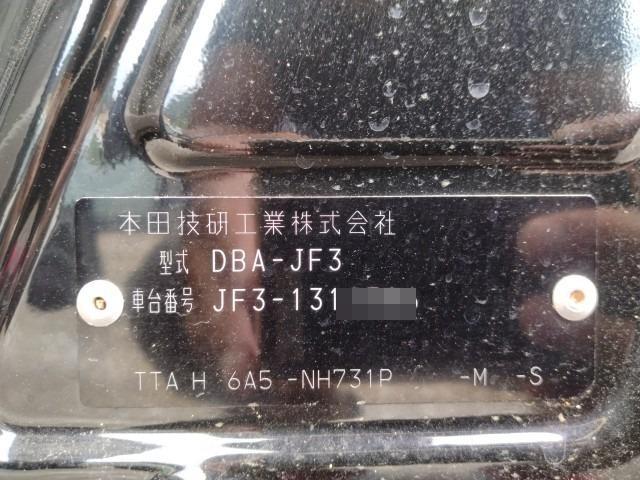 本田技研工業株式会社
型式 DBA-JF3
車台番号 JF3-131
TTA H 6A5 -NH731P -M -S